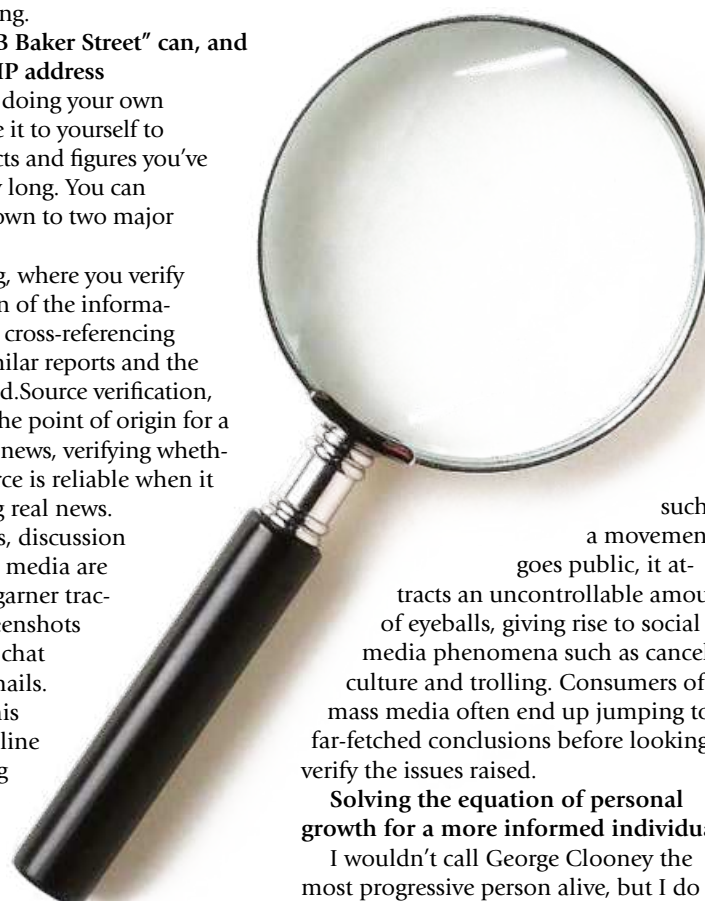 ng.
3 Baker Street” can, and
IP address
doing your own
e it to yourself to
cts and figures you’ve
y long. You can
own to two major
g, where you verify
n of the informa-
cross-referencing
milar reports and the
d.Source verification,
he point of origin for a
news, verifying wheth-
rce is reliable when it
g real news.
s, discussion
media are
garner trac-
eenshots
chat
nails.
his
line
g
such
a movemen
goes public, it at-
tracts an uncontrollable amou
of eyeballs, giving rise to social
media phenomena such as cancel
culture and trolling. Consumers of
mass media often end up jumping to
far-fetched conclusions before looking
verify the issues raised.
Solving the equation of personal
growth for a more informed individua
I wouldn’t call George Clooney the
most progressive person alive, but I do